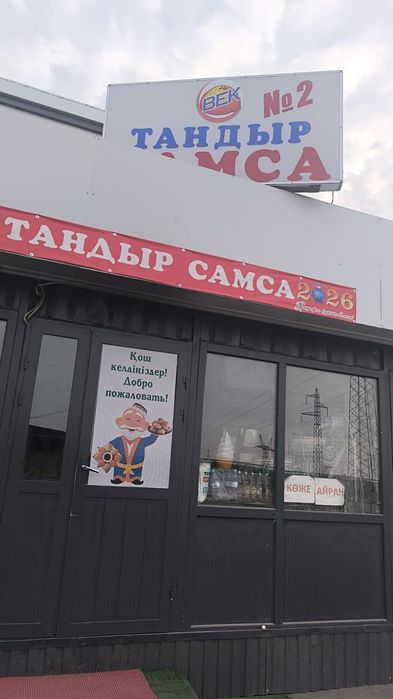 ВЕК
№2
ТАНДЫР
САМСА
ТАНДЫР САМСА 2026
Қош
келдіңіздер!
Добро
пожаловать!
КӨЖЕ
АЙРАН